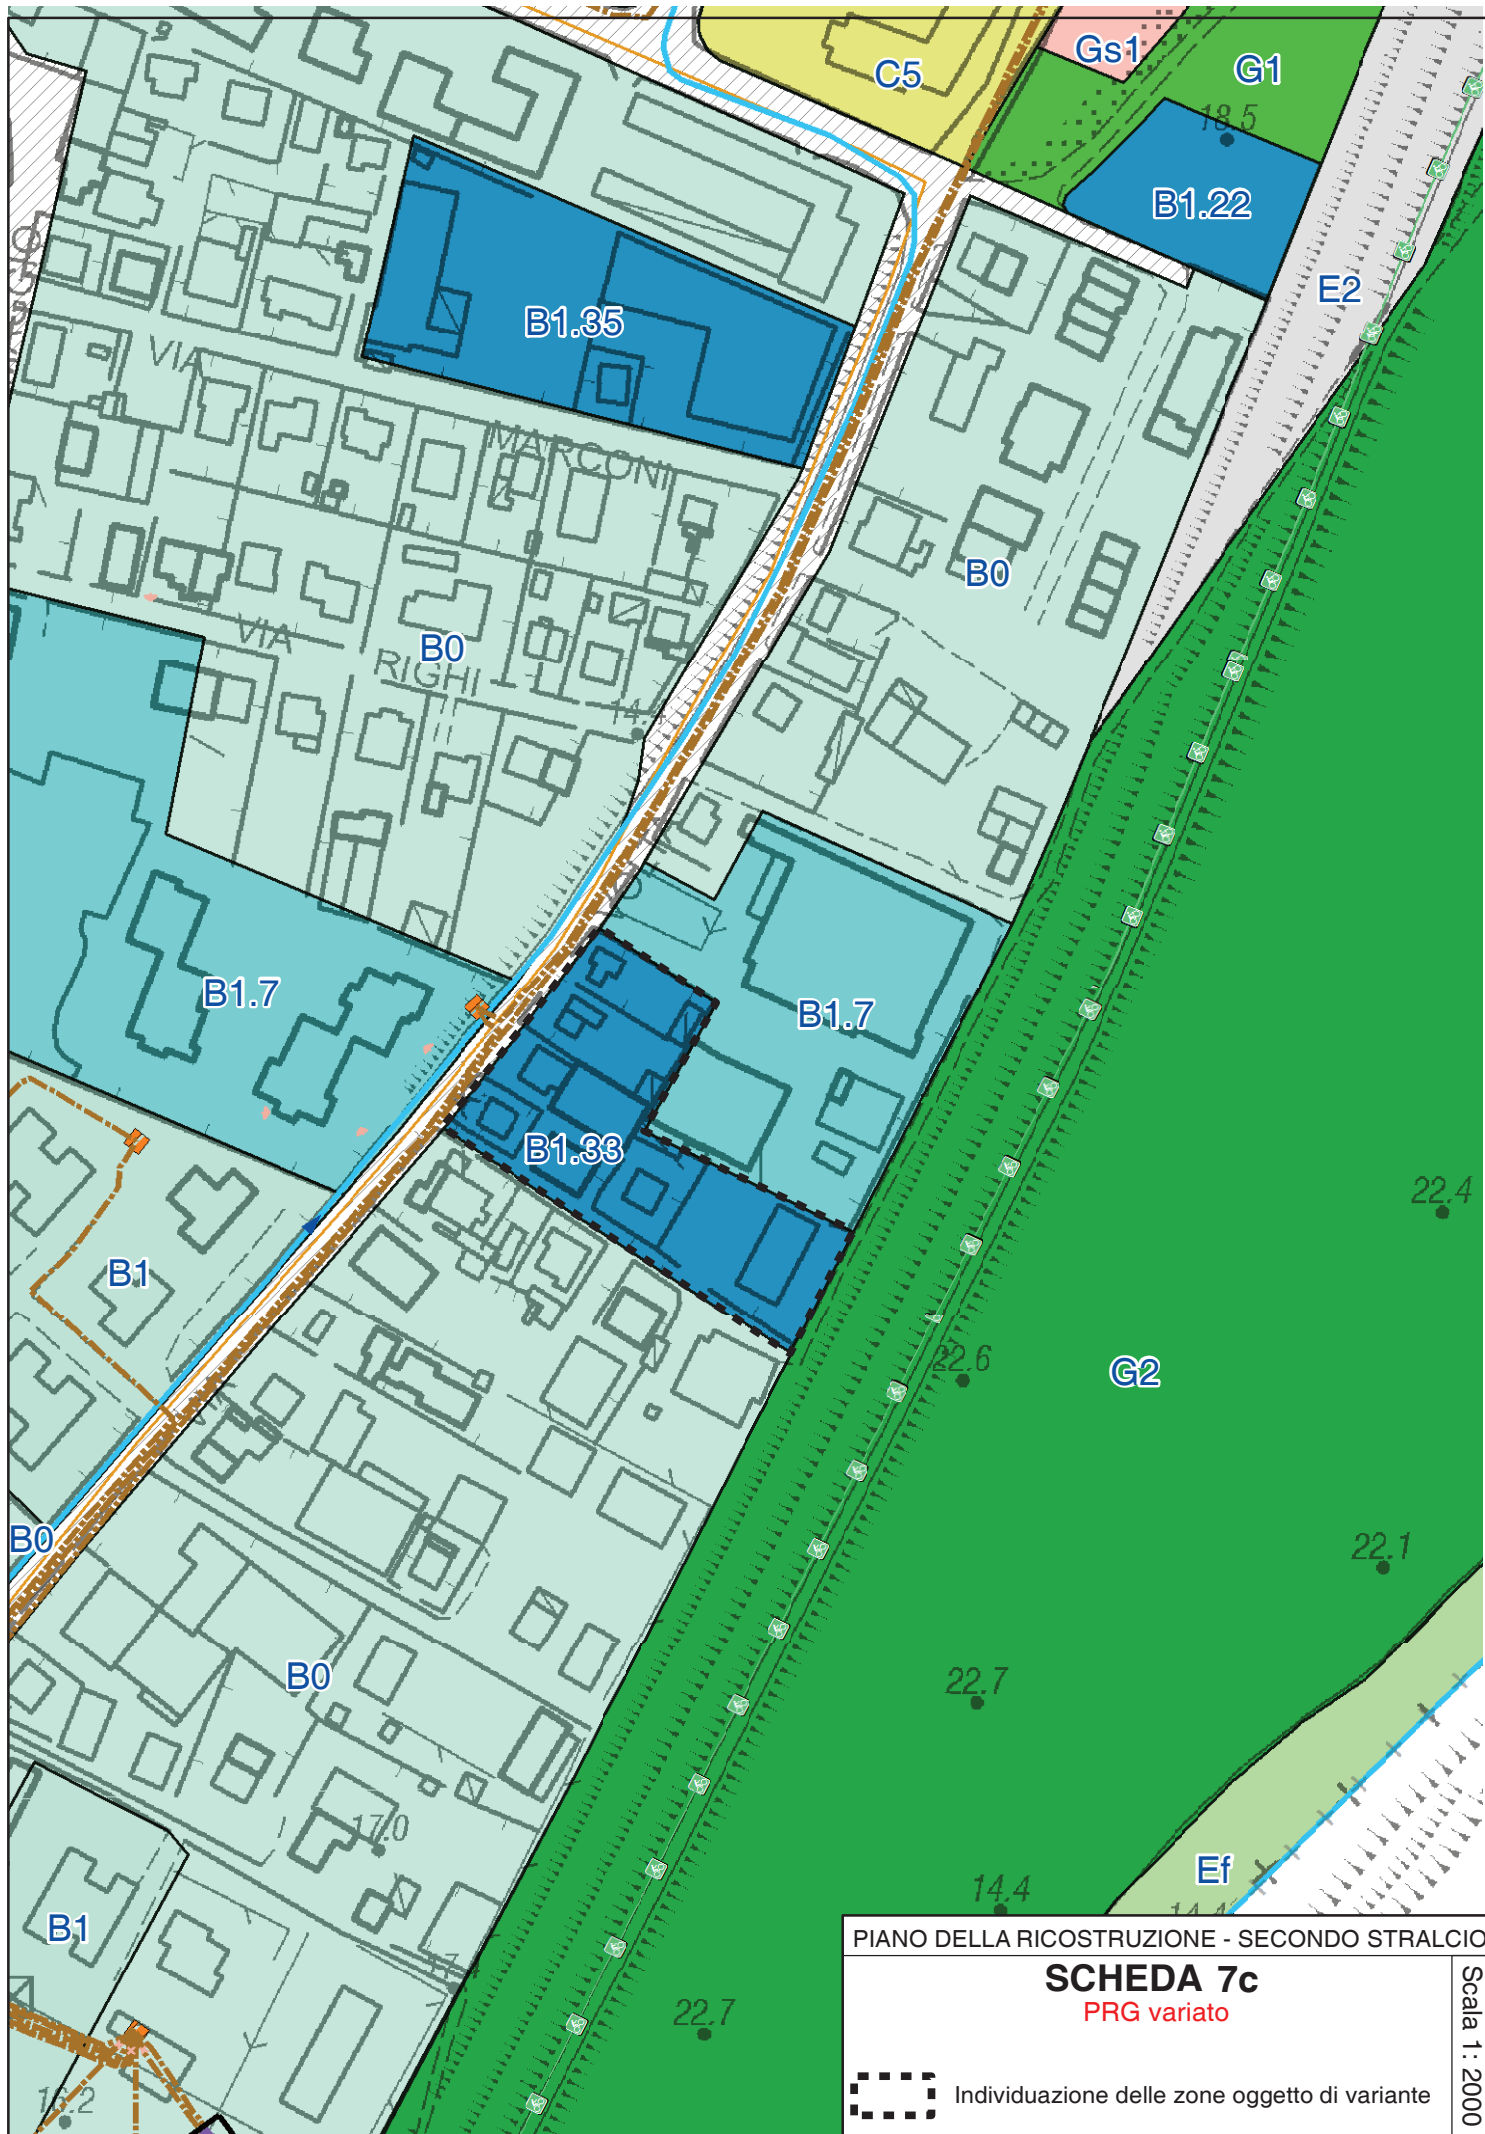 C5
Gs1
G1
18.5
B1.22
E2
B1.35
VIA
MARCONI
B0
VIA
B0
RIGHI
14.4
B1.7
B1.7
B1.33
22.4
B1
22.6
G2
B0
22.1
B0
22.7
17.0
Ef
14.4
14.4
B1
22.7
16.2
PIANO DELLA RICOSTRUZIONE - SECONDO STRALCIO
SCHEDA 7c
PRG variato
Individuazione delle zone oggetto di variante
Scala 1: 2000